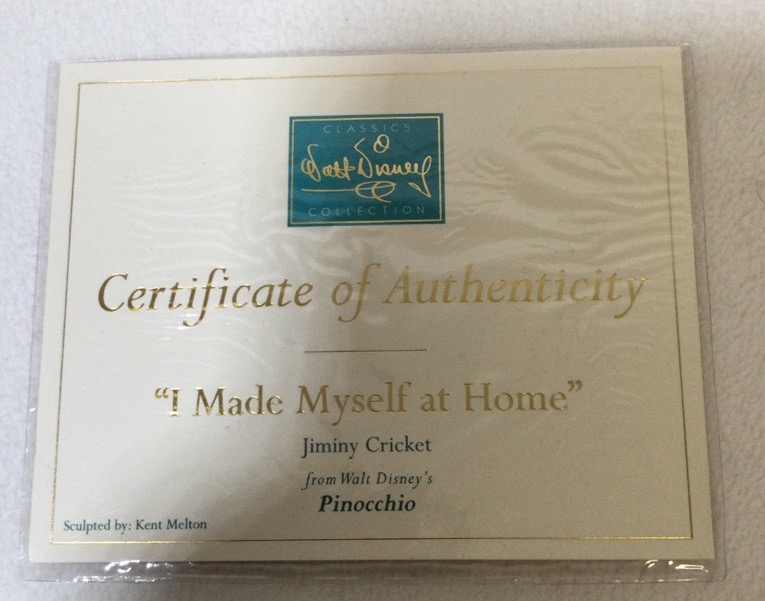 CLASSICS
Walt Disney
COLLECTION
Certificate of Authenticity
“I Made Myself at Home”
Jiminy Cricket
from Walt Disney's
Pinocchio
Sculpted by: Kent Melton